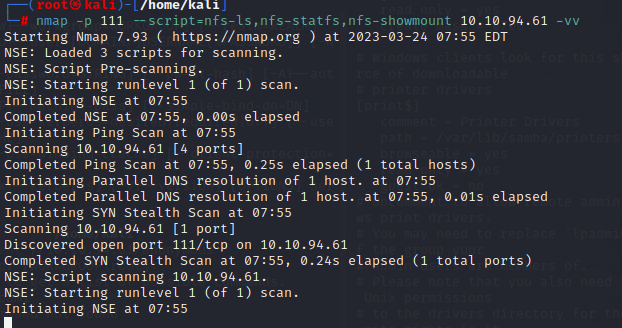 (root㉿kali)-[/home/kali]
# nmap -p 111 --script=nfs-ls,nfs-statfs,nfs-showmount 10.10.94.61 -vv
Starting Nmap 7.93 ( https://nmap.org ) at 2023-03-24 07:55 EDT
NSE: Loaded 3 scripts for scanning.
NSE: Script Pre-scanning.
NSE: Starting runlevel 1 (of 1) scan.
Initiating NSE at 07:55
Completed NSE at 07:55, 0.00s elapsed
Initiating Ping Scan at 07:55
Scanning 10.10.94.61 [4 ports]
Completed Ping Scan at 07:55, 0.25s elapsed (1 total hosts)
Initiating Parallel DNS resolution of 1 host. at 07:55
Completed Parallel DNS resolution of 1 host. at 07:55, 0.01s elapsed
Initiating SYN Stealth Scan at 07:55
Scanning 10.10.94.61 [1 port]
Discovered open port 111/tcp on 10.10.94.61
Completed SYN Stealth Scan at 07:55, 0.24s elapsed (1 total ports)
NSE: Script scanning 10.10.94.61.
NSE: Starting runlevel 1 (of 1) scan.
Initiating NSE at 07:55